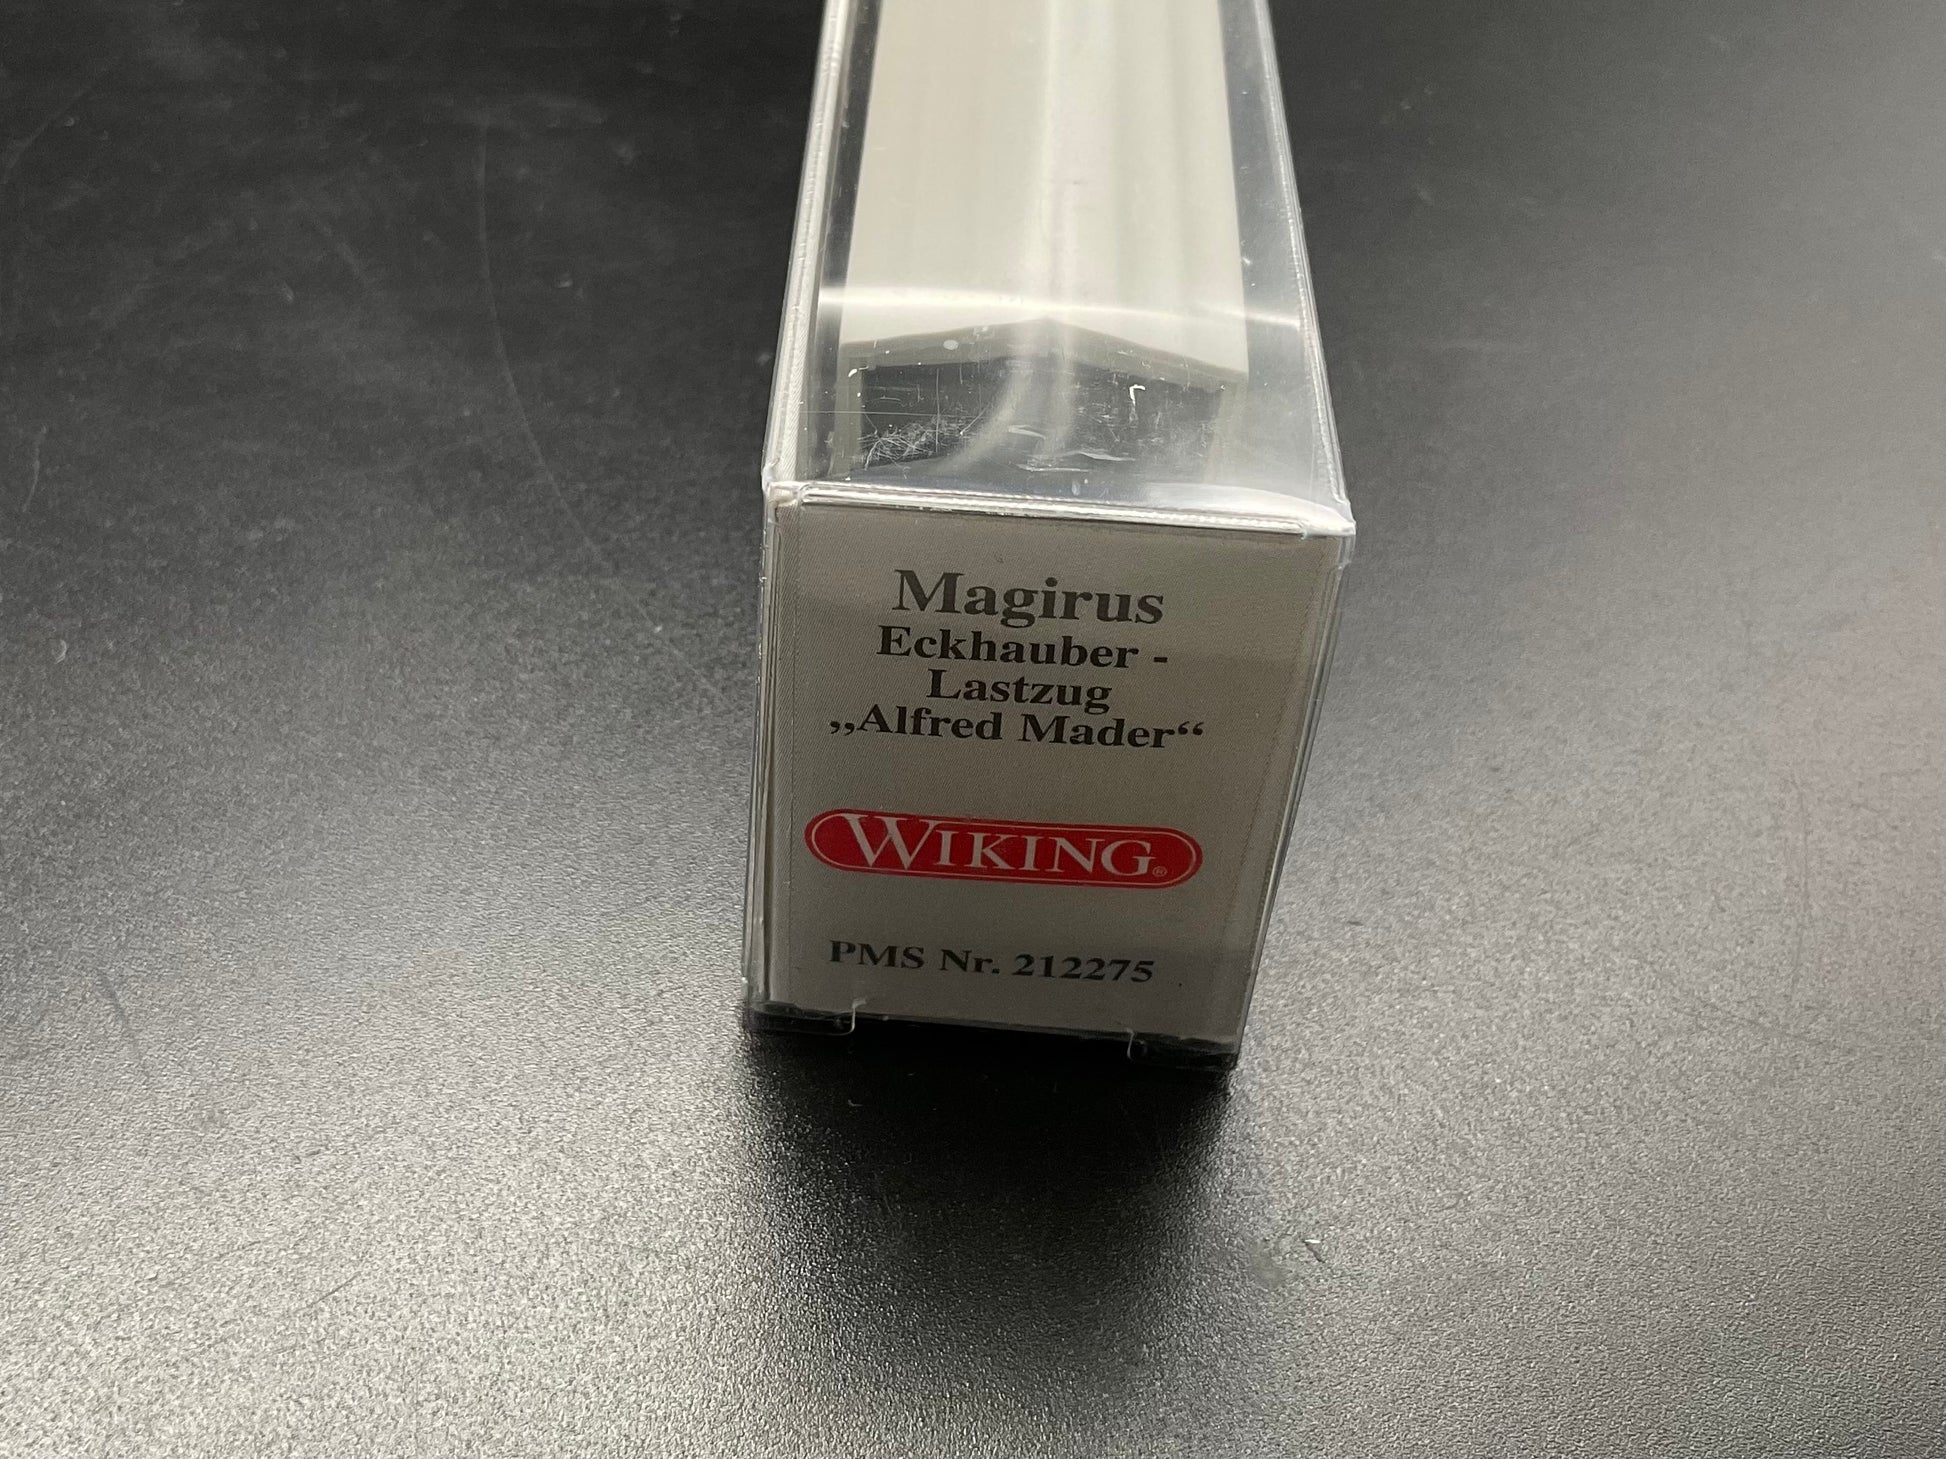 Magirus
Eckhauber -
Lastzug
„Alfred Mader“
WIKING®
PMS Nr. 212275